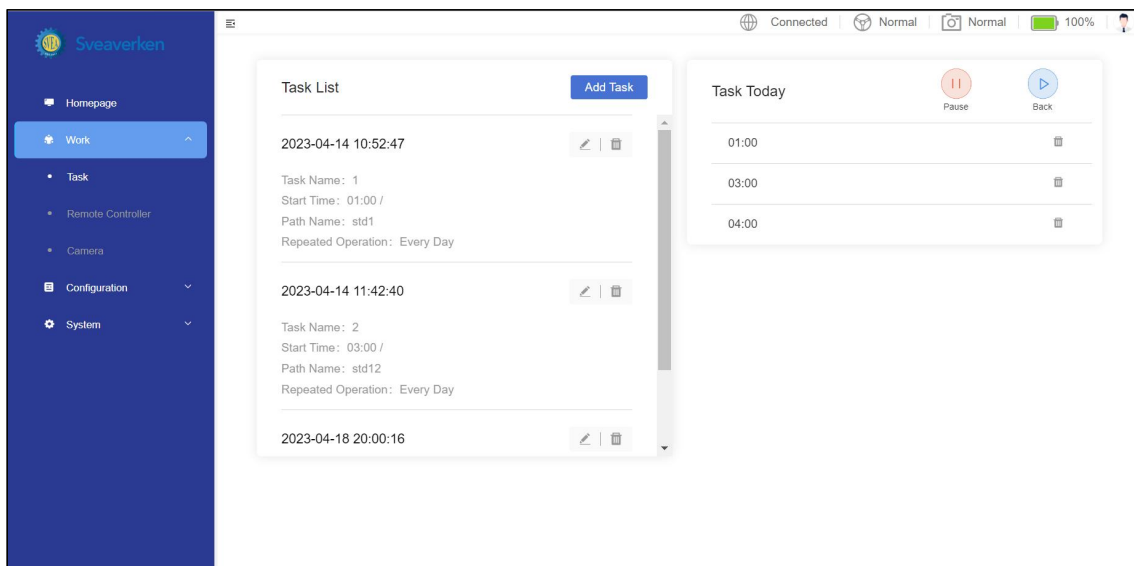 SVEA
Sveaverken
Connected
Normal
Normal
100%
Homepage
Work
Task
Remote Controller
Camera
Configuration
System
Task List
Add Task
2023-04-14 10:52:47
Task Name: 1
Start Time: 01:00 /
Path Name: std1
Repeated Operation: Every Day
2023-04-14 11:42:40
Task Name: 2
Start Time: 03:00 /
Path Name: std12
Repeated Operation: Every Day
2023-04-18 20:00:16
Task Today
Pause
Back
01:00
03:00
04:00